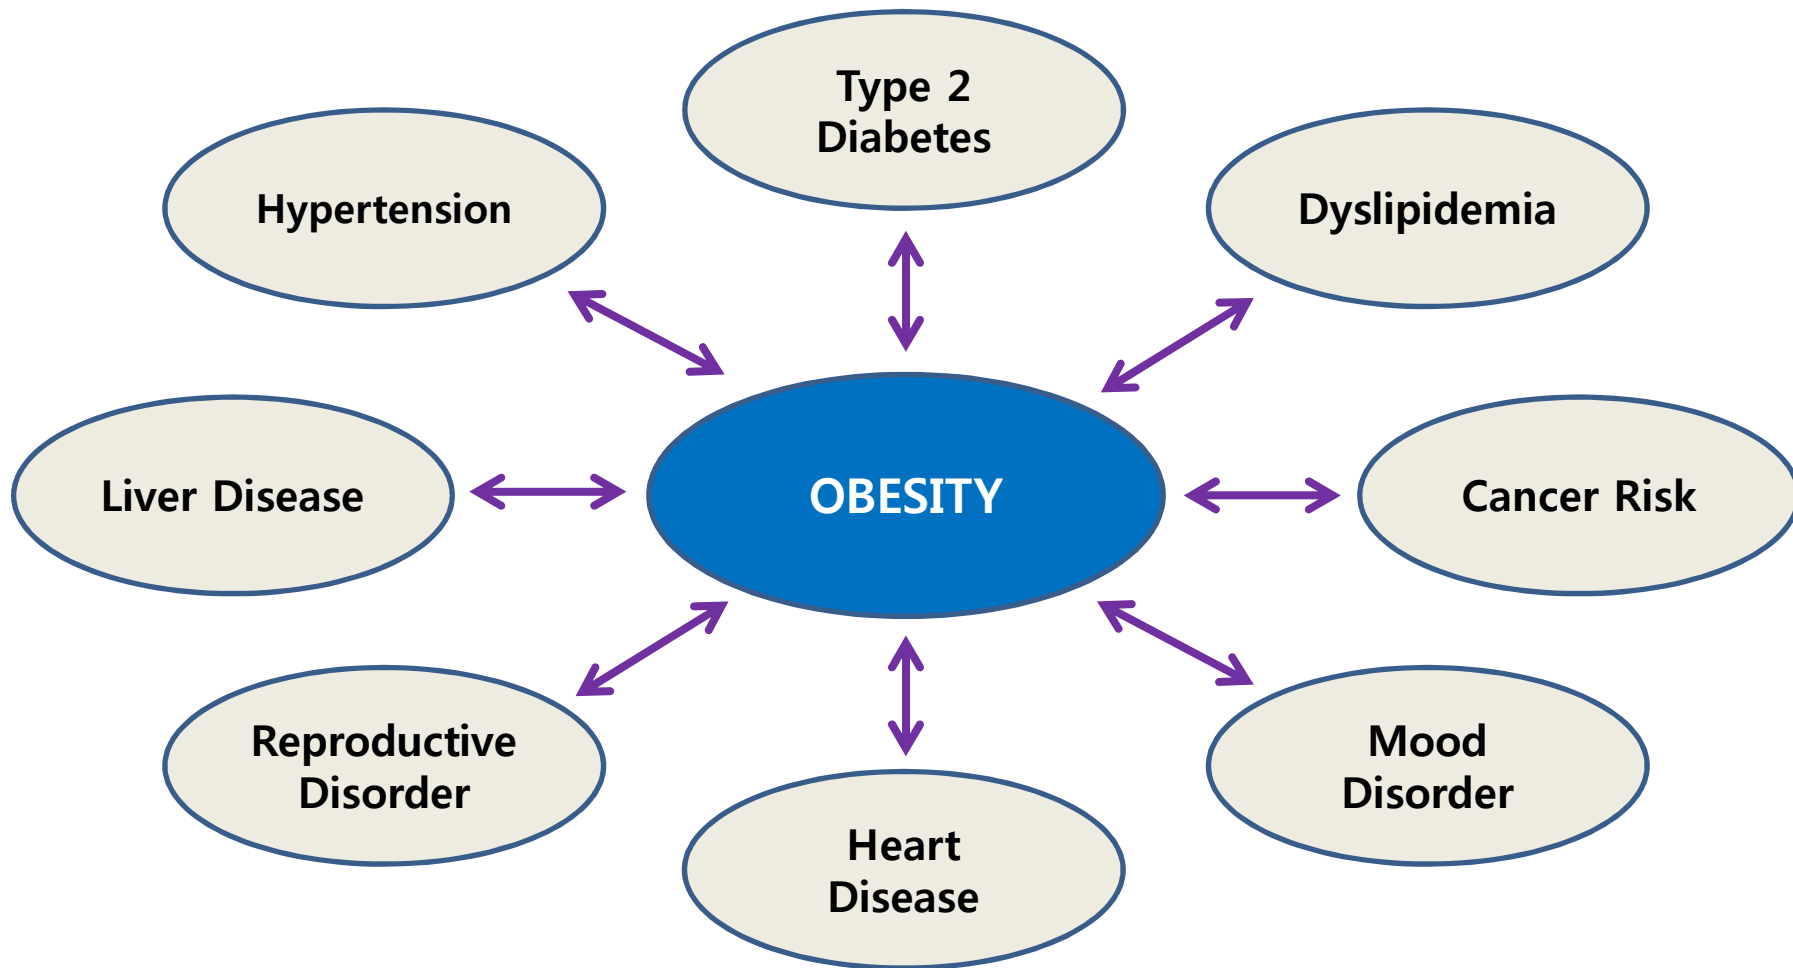 Type 2
Diabetes
Hypertension
Dyslipidemia
Liver Disease
OBESITY
Cancer Risk
Reproductive
Disorder
Mood
Disorder
Heart
Disease